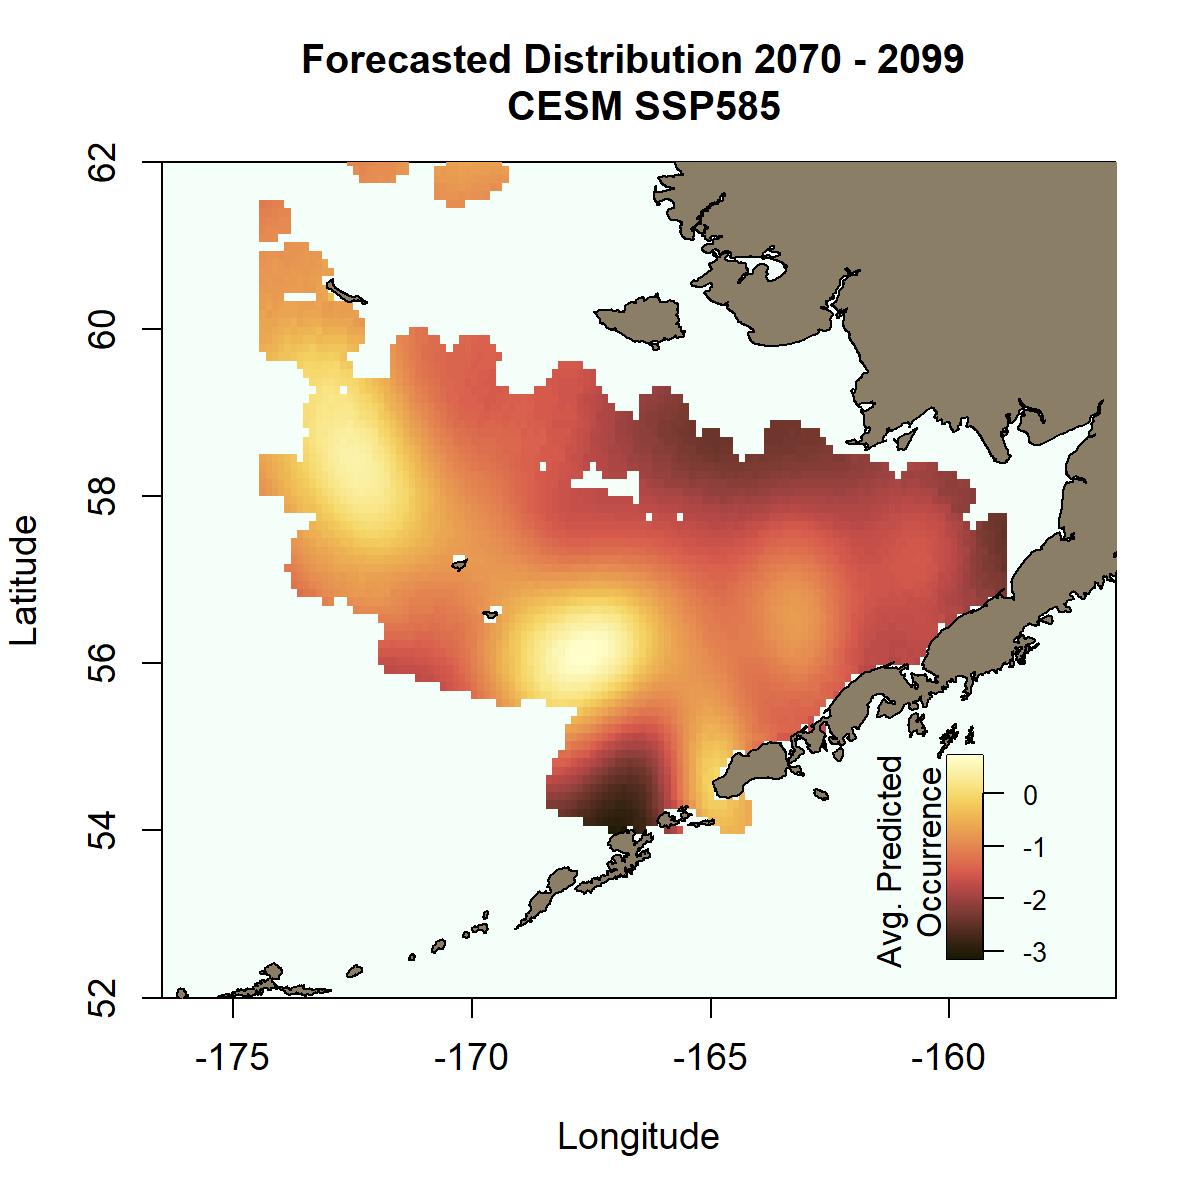 Forecasted Distribution 2070 - 2099
CESM SSP585
62
60
58
56
54
52
Latitude
-175
-170
-165
-160
Longitude
Avg. Predicted
Occurrence
0
-1
-2
-3